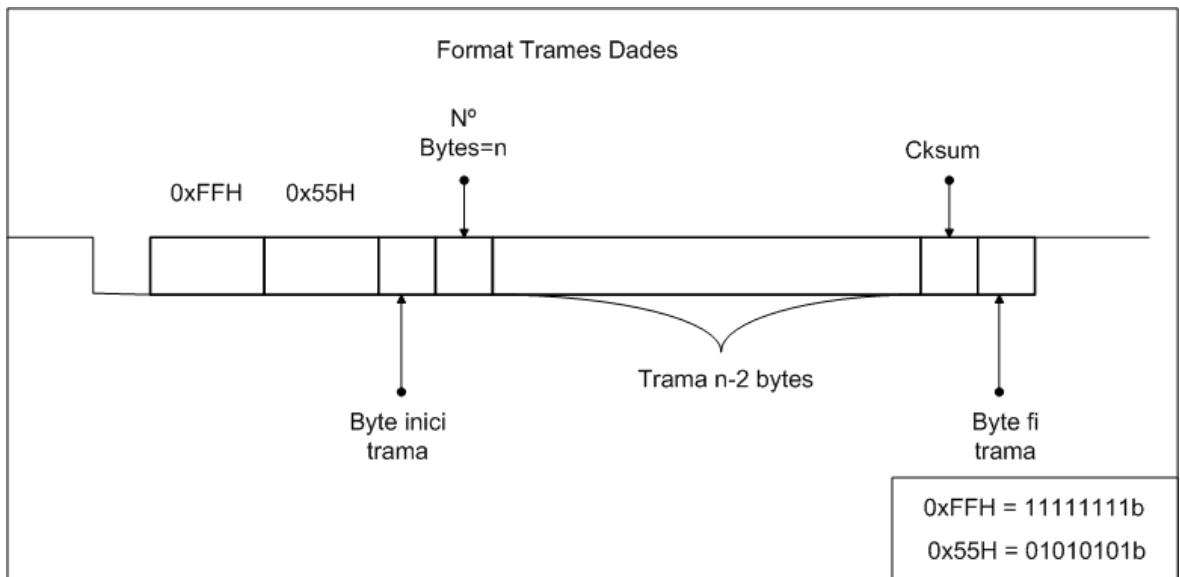 Format Trames Dades
Nº
Bytes=n
Cksum
0xFFH
0x55H
Trama n-2 bytes
Byte inici
trama
Byte fi
trama
0xFFH = 11111111b
0x55H = 01010101b